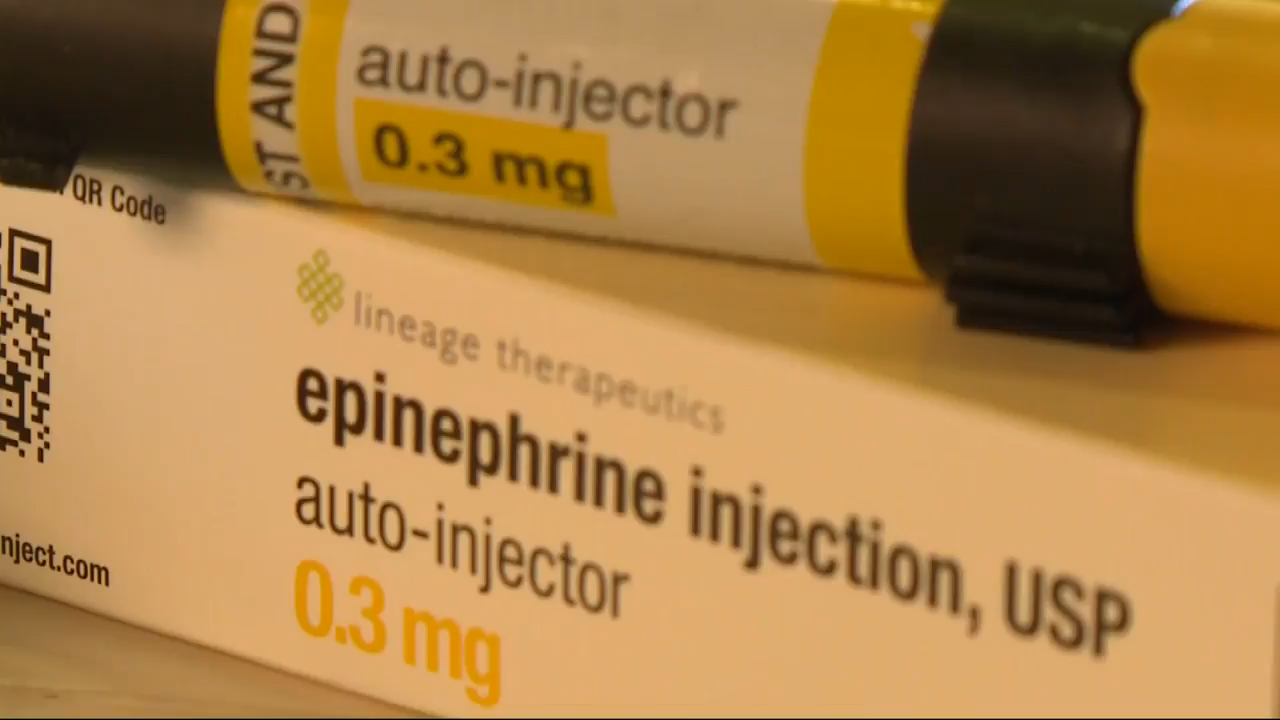 ST AND
auto-injector
0.3 mg
QR Code
lineage therapeutics
epinephrine injection, USP
auto-injector
0.3 mg
nject.com